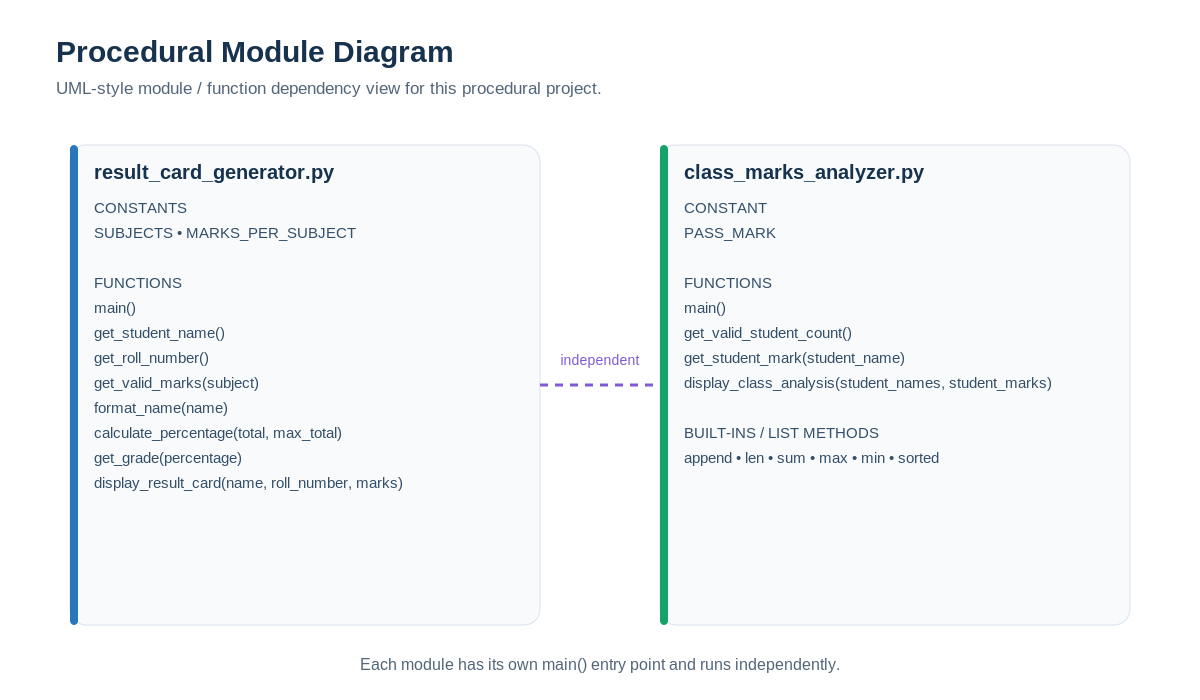 Procedural Module Diagram
UML-style module / function dependency view for this procedural project.
result_card_generator.py
CONSTANTS
SUBJECTS • MARKS_PER_SUBJECT
FUNCTIONS
main()
get_student_name()
get_roll_number()
get_valid_marks(subject)
format_name(name)
calculate_percentage(total, max_total)
get_grade(percentage)
display_result_card(name, roll_number, marks)
independent
class_marks_analyzer.py
CONSTANT
PASS_MARK
FUNCTIONS
main()
get_valid_student_count()
get_student_mark(student_name)
display_class_analysis(student_names, student_marks)
BUILT-INS / LIST METHODS
append • len • sum • max • min • sorted
Each module has its own main() entry point and runs independently.